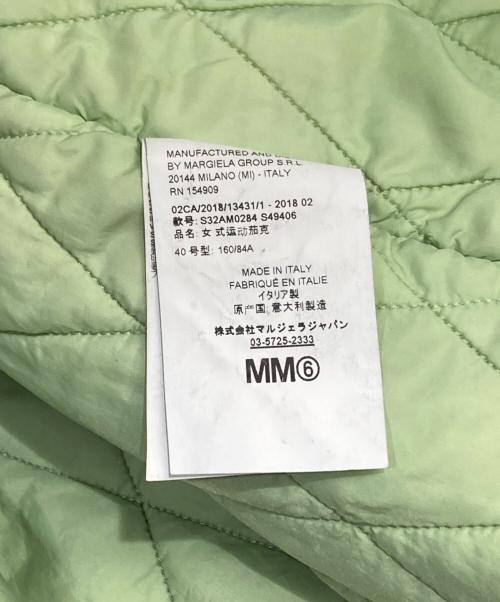 MANUFACTURED AND
BY MARGIELA GROUP S.R.L
20144 MILANO (MI) - ITALY
RN 154909
02CA/2018/13431/1 - 2018 02
款号: S32AM0284 S49406
品名: 女式运动茄克
40 号型: 160/84A
MADE IN ITALY
FABRIQUÉ EN ITALIE
イタリア製
原产国: 意大利製造
株式会社マルジェラジャパン
03-5725-2333
MM⑥